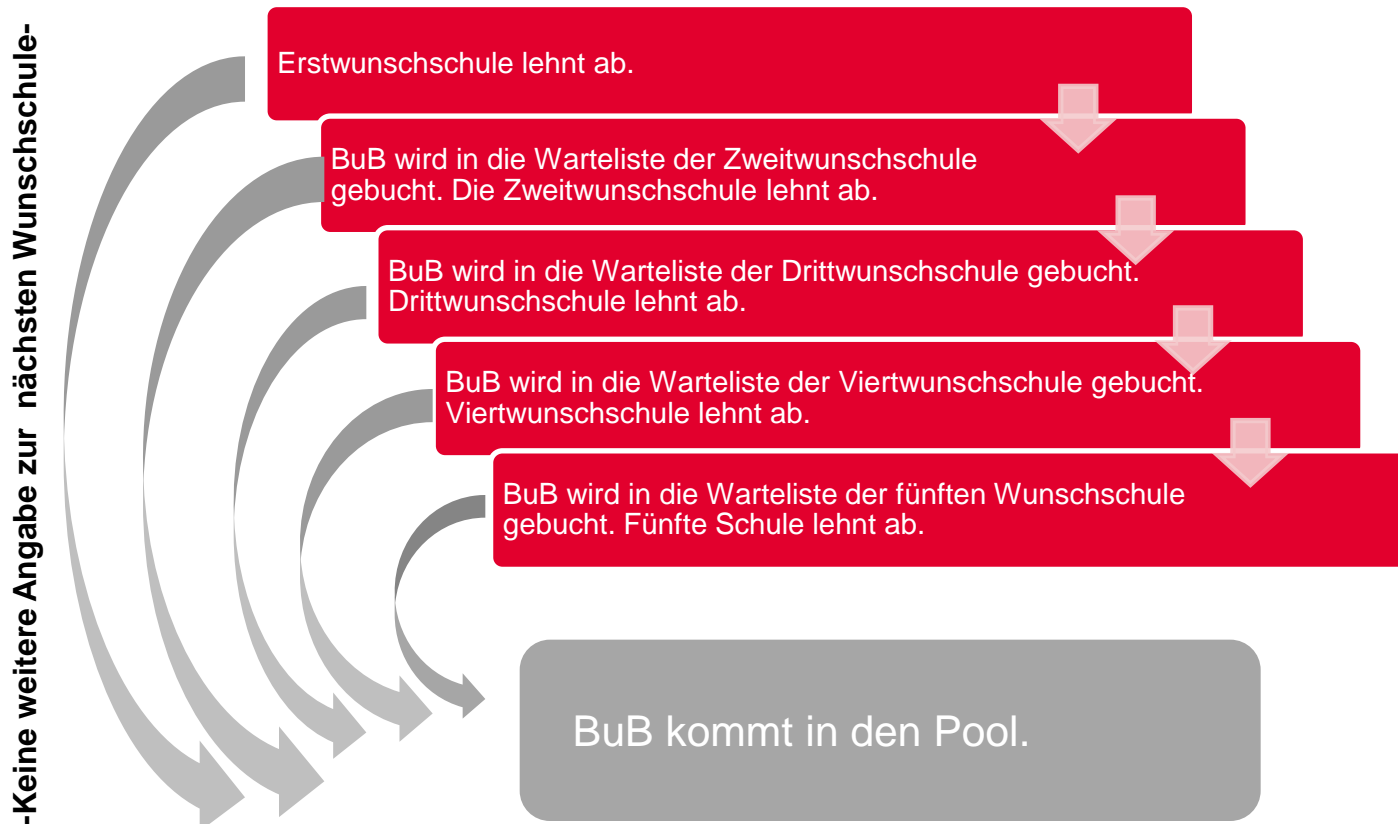 -Keine weitere Angabe zur nächsten Wunschschule-
Erstwunschschule lehnt ab.
BuB wird in die Warteliste der Zweitwunschschule
gebucht. Die Zweitwunschschule lehnt ab.
BuB wird in die Warteliste der Drittwunschschule gebucht.
Drittwunschschule lehnt ab.
BuB wird in die Warteliste der Viertwunschschule gebucht.
Viertwunschschule lehnt ab.
BuB wird in die Warteliste der fünften Wunschschule
gebucht. Fünfte Schule lehnt ab.
BuB kommt in den Pool.